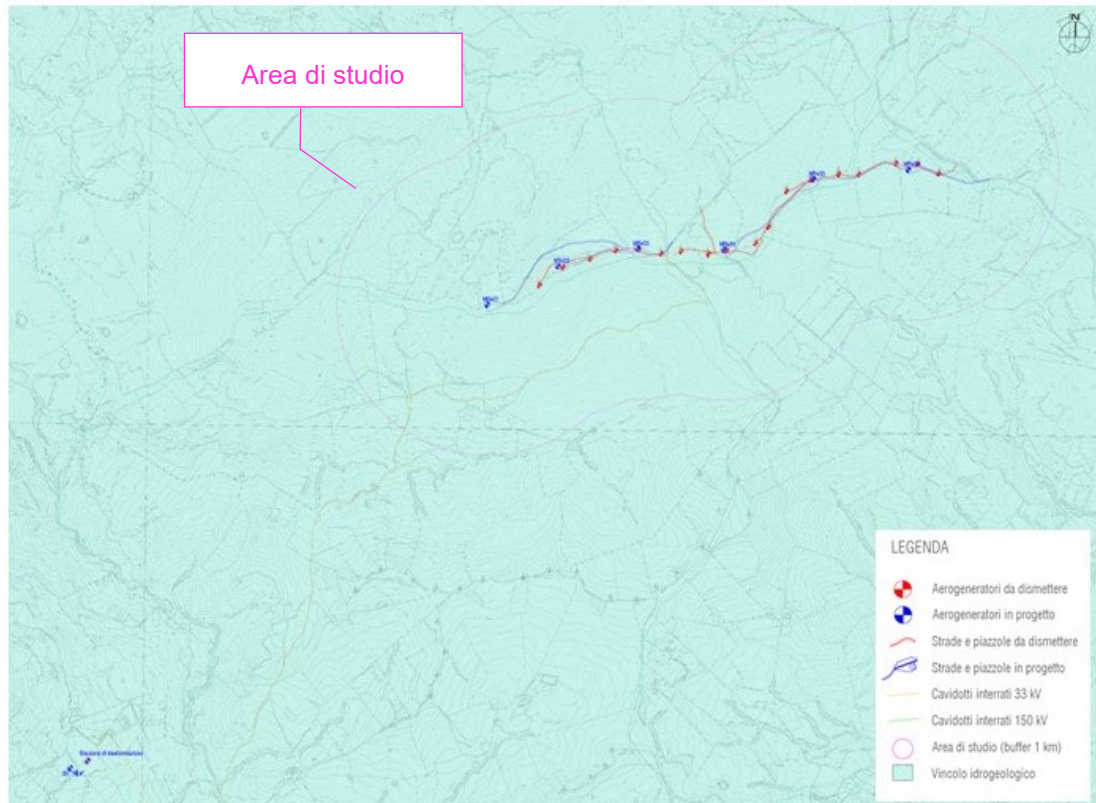 Area di studio
N
LEGENDA
Aerogeneratori da dismettere
Aerogeneratori in progetto
Strade e piazzole da dismettere
Strade e piazzole in progetto
Cavidotti interrati 33 kV
Cavidotti interrati 150 kV
Area di studio (buffer 1 km)
Vincolo idrogeologico